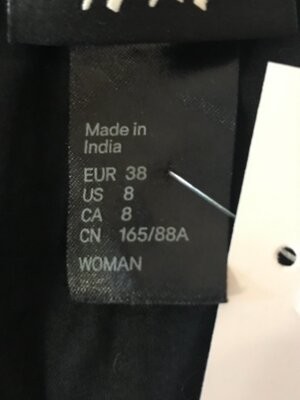 Made in
India
EUR 38
US 8
CA 8
CN 165/88A
WOMAN